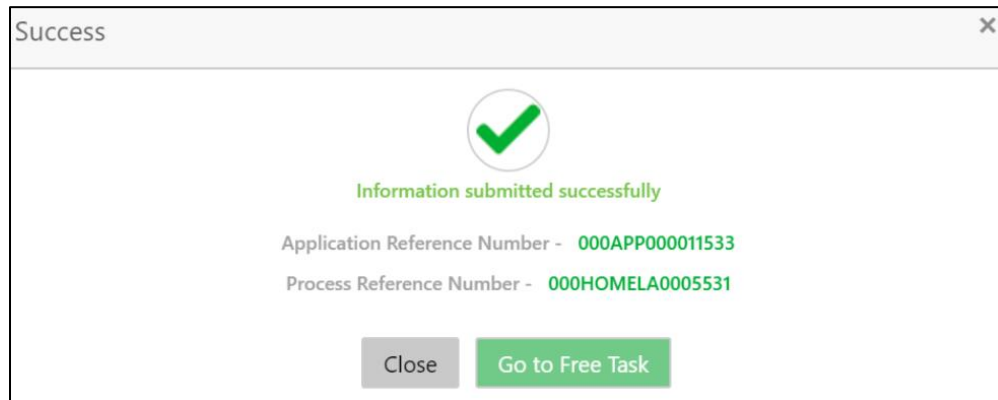 Success
Information submitted successfully
Application Reference Number - 000APP000011533
Process Reference Number - 000HOMELA0005531
Close Go to Free Task